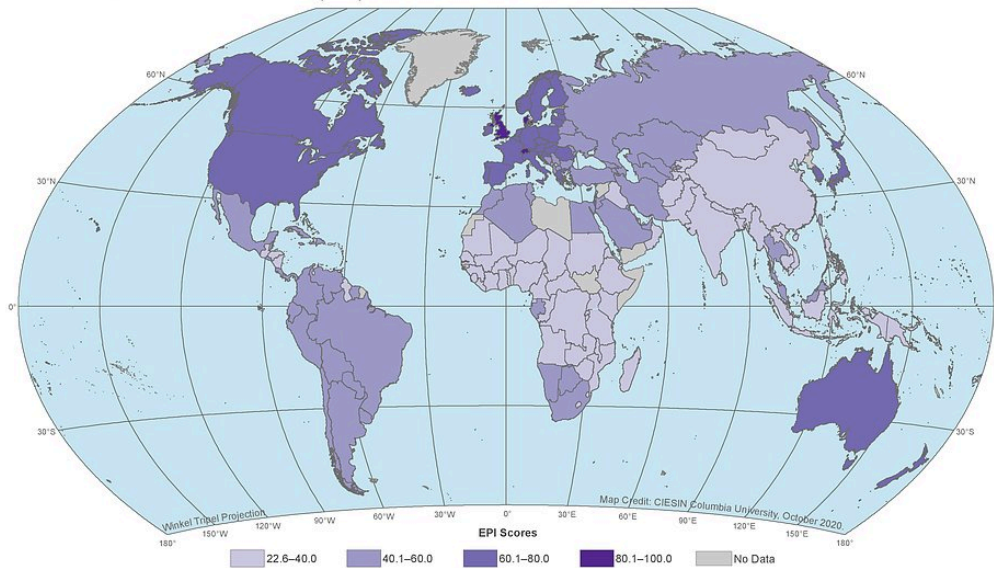 60°N
60°N
30°N
30°N
0°
30°S
30°S
Winkel Tripel Projection
Map Credit: CIESIN Columbia University, October 2020.
180°
150°W
120°W
90°W
60°W
30°W
0°
30°E
60°E
90°E
120°E
150°E
180°
EPI Scores
22.6–40.0
40.1–60.0
60.1–80.0
80.1–100.0
No Data